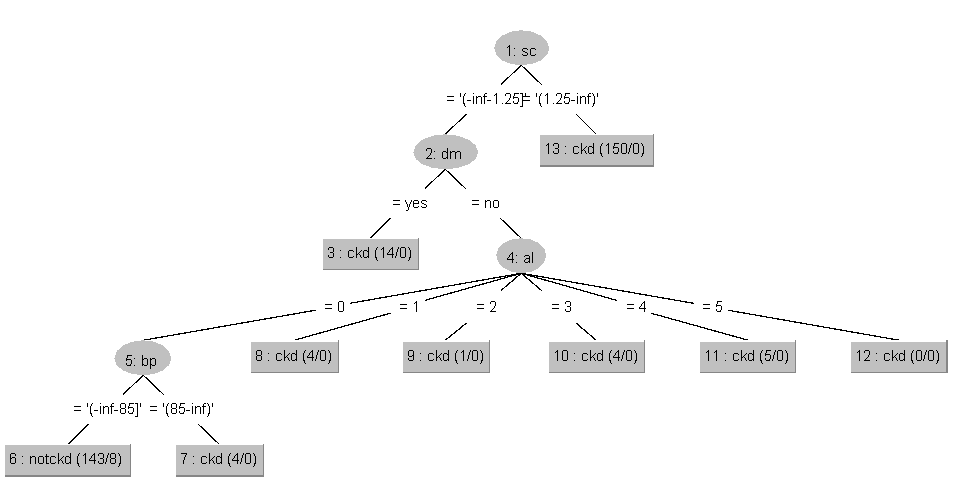 1: sc
= '(-inf-1.25]' = '(1.25-inf)'
2: dm
13 : ckd (150/0)
= yes
= no
3 : ckd (14/0)
4: al
= 0
= 1
= 2
= 3
= 4
= 5
5: bp
8 : ckd (4/0)
9 : ckd (1/0)
10 : ckd (4/0)
11 : ckd (5/0)
12 : ckd (0/0)
= '(-inf-85]'
= '(85-inf)'
6 : notckd (143/8)
7 : ckd (4/0)